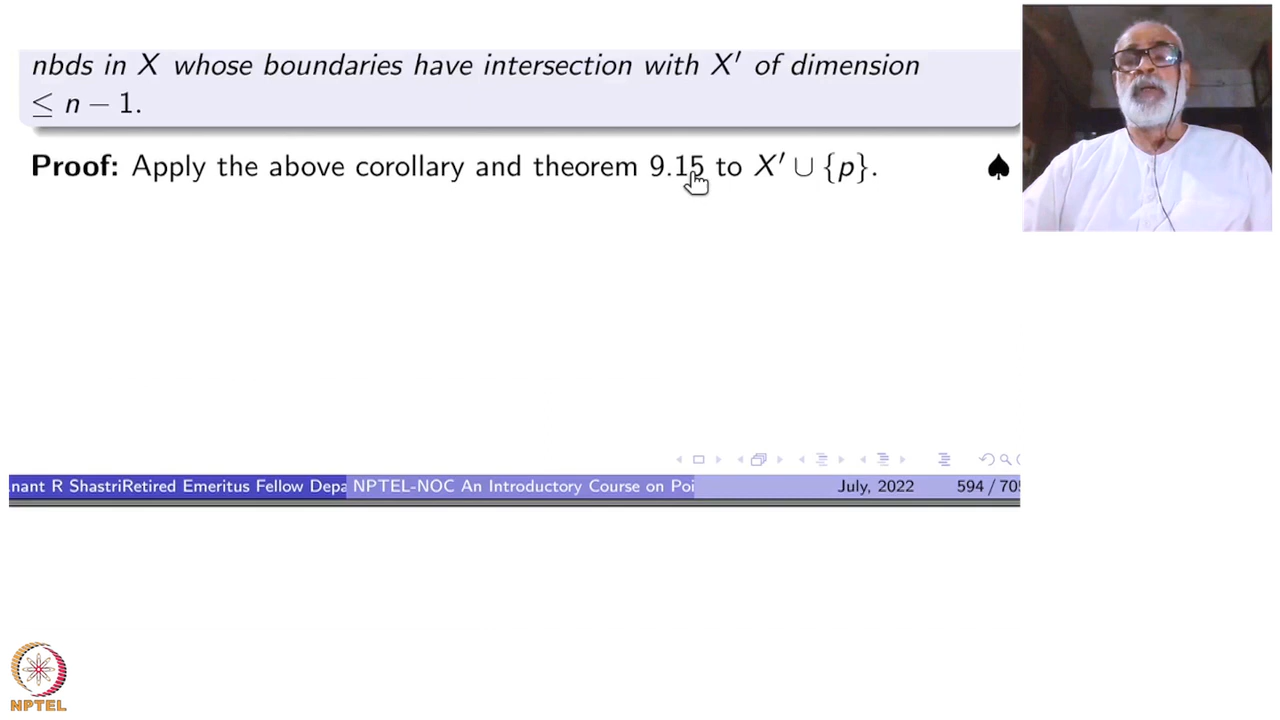 nbds in X whose boundaries have intersection with X′ of dimension
≤ n − 1.
Proof: Apply the above corollary and theorem 9.15 to X′ ∪ {p}. ♠
nant R ShastriRetired Emeritus Fellow Depa NPTEL-NOC An Introductory Course on Poi July, 2022 594 / 705
NPTEL